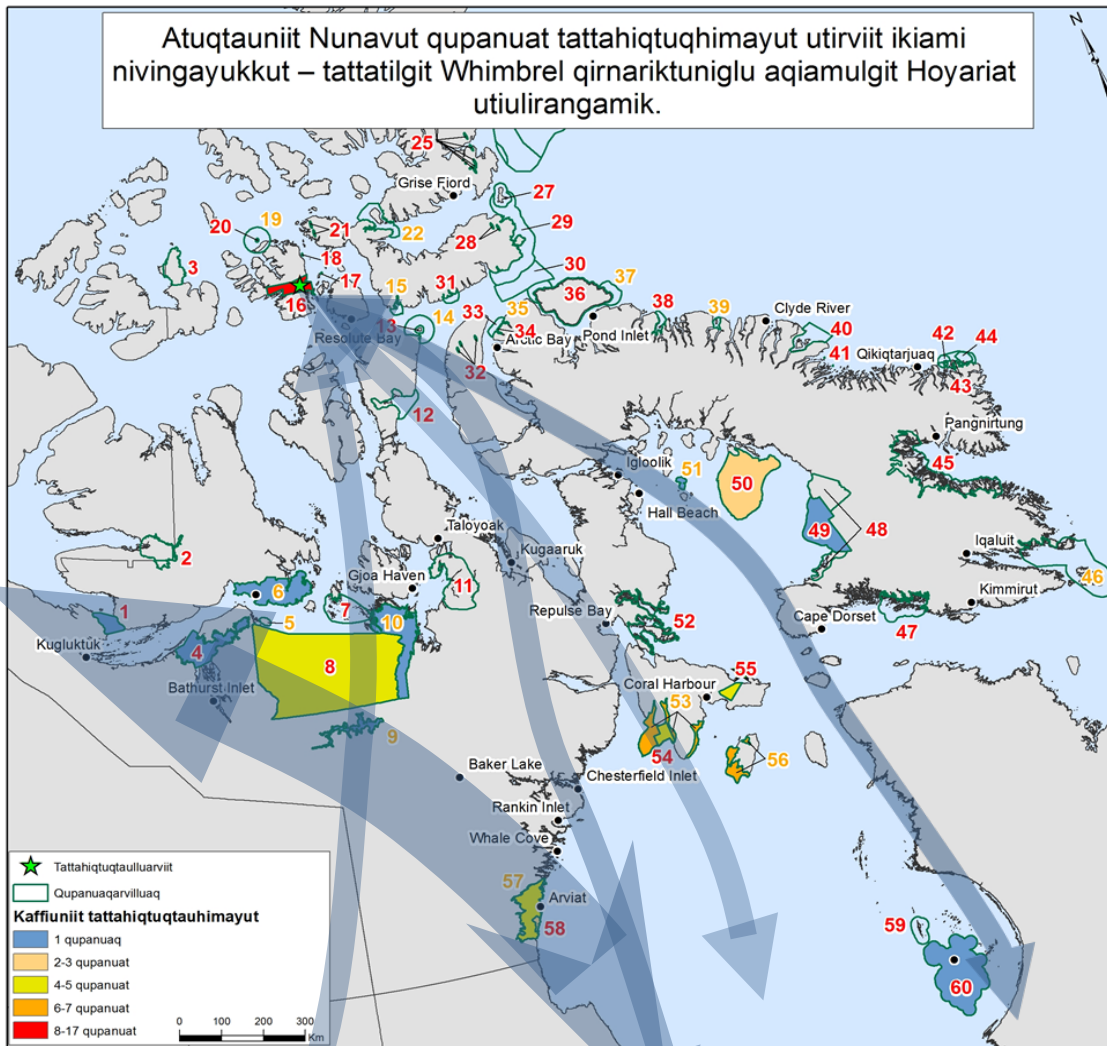 Atuqtauniit Nunavut qupanuat tattahiqtuqhimayut utirviit ikiami
nivingayukkut – tattatilgit Whimbrel qirnariktuniglu aqiamulgit Hoyariat
utiulirangamik.
N
25
Grise Fiord
27
20
19
21
22
29
28
18
3
17
15
31
30
37
16
36
33
35
38
39
Clyde River
13
14
34
Pond Inlet
40
Resolute Bay
Arctic Bay
42
44
41
Qikiqtarjuaq
32
43
12
Pangnirtung
Igloolik
51
45
50
Hall Beach
Taloyoak
49
48
Kugaaruk
Iqaluit
2
Gjoa Haven
11
46
6
Kimmirut
1
7
Repulse Bay
5
10
52
Cape Dorset
47
Kugluktuk
4
8
55
Bathurst Inlet
Coral Harbour
53
9
54
56
Baker Lake
Chesterfield Inlet
Rankin Inlet
Whale Cove
57
Arviat
58
59
60
Tattahiqtuqtaulluarviit
Qupanuaqarvilluaq
Kaffiuniit tattahiqtuqtauhimayut
1 qupanuaq
2-3 qupanuat
4-5 qupanuat
6-7 qupanuat
8-17 qupanuat
0 100 200 300
Km